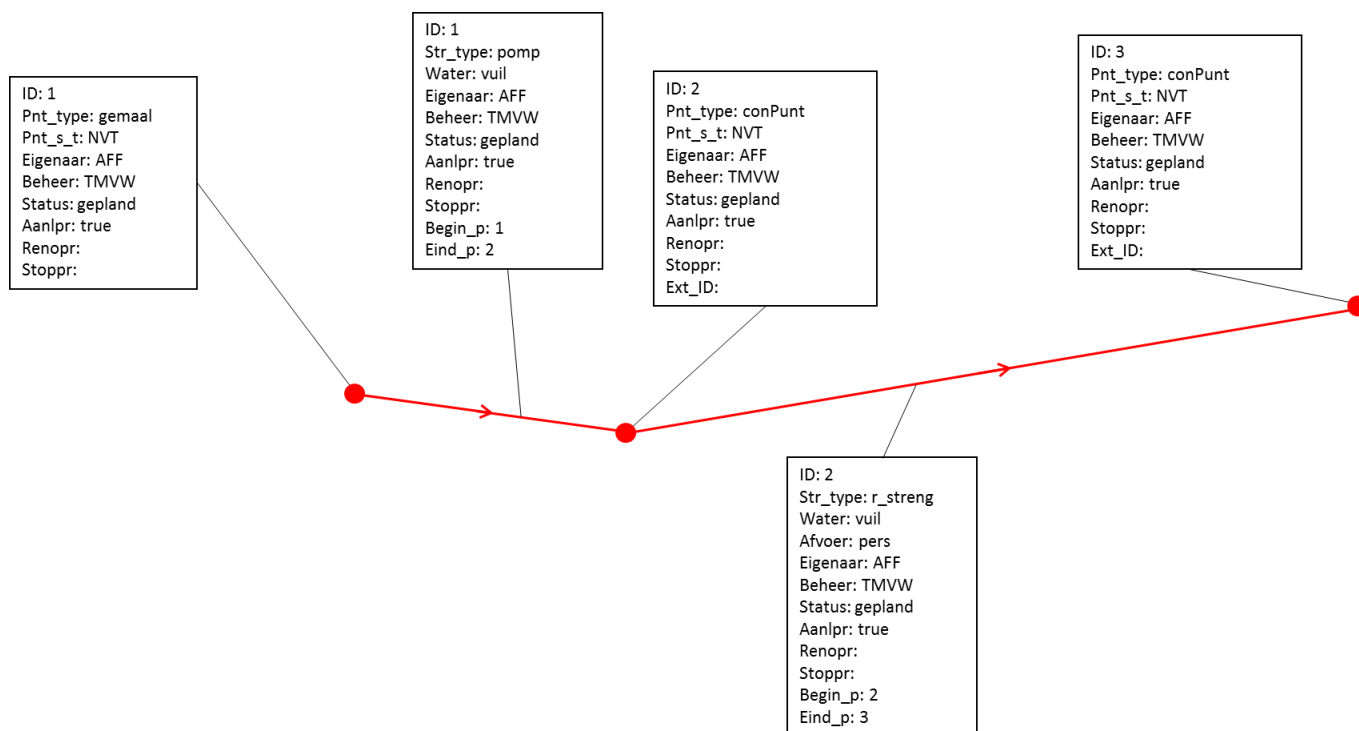 ID: 1
Pnt_type: gemaal
Pnt_s_t: NVT
Eigenaar: AFF
Beheer: TMVW
Status: gepland
Aanlpr: true
Renopr:
Stoppr:
ID: 1
Str_type: pomp
Water: vuil
Eigenaar: AFF
Beheer: TMVW
Status: gepland
Aanlpr: true
Renopr:
Stoppr:
Begin_p: 1
Eind_p: 2
ID: 2
Pnt_type: conPunt
Pnt_s_t: NVT
Eigenaar: AFF
Beheer: TMVW
Status: gepland
Aanlpr: true
Renopr:
Stoppr:
Ext_ID:
ID: 3
Pnt_type: conPunt
Pnt_s_t: NVT
Eigenaar: AFF
Beheer: TMVW
Status: gepland
Aanlpr: true
Renopr:
Stoppr:
Ext_ID:
ID: 2
Str_type: r_streng
Water: vuil
Afvoer: pers
Eigenaar: AFF
Beheer: TMVW
Status: gepland
Aanlpr: true
Renopr:
Stoppr:
Begin_p: 2
Eind_p: 3